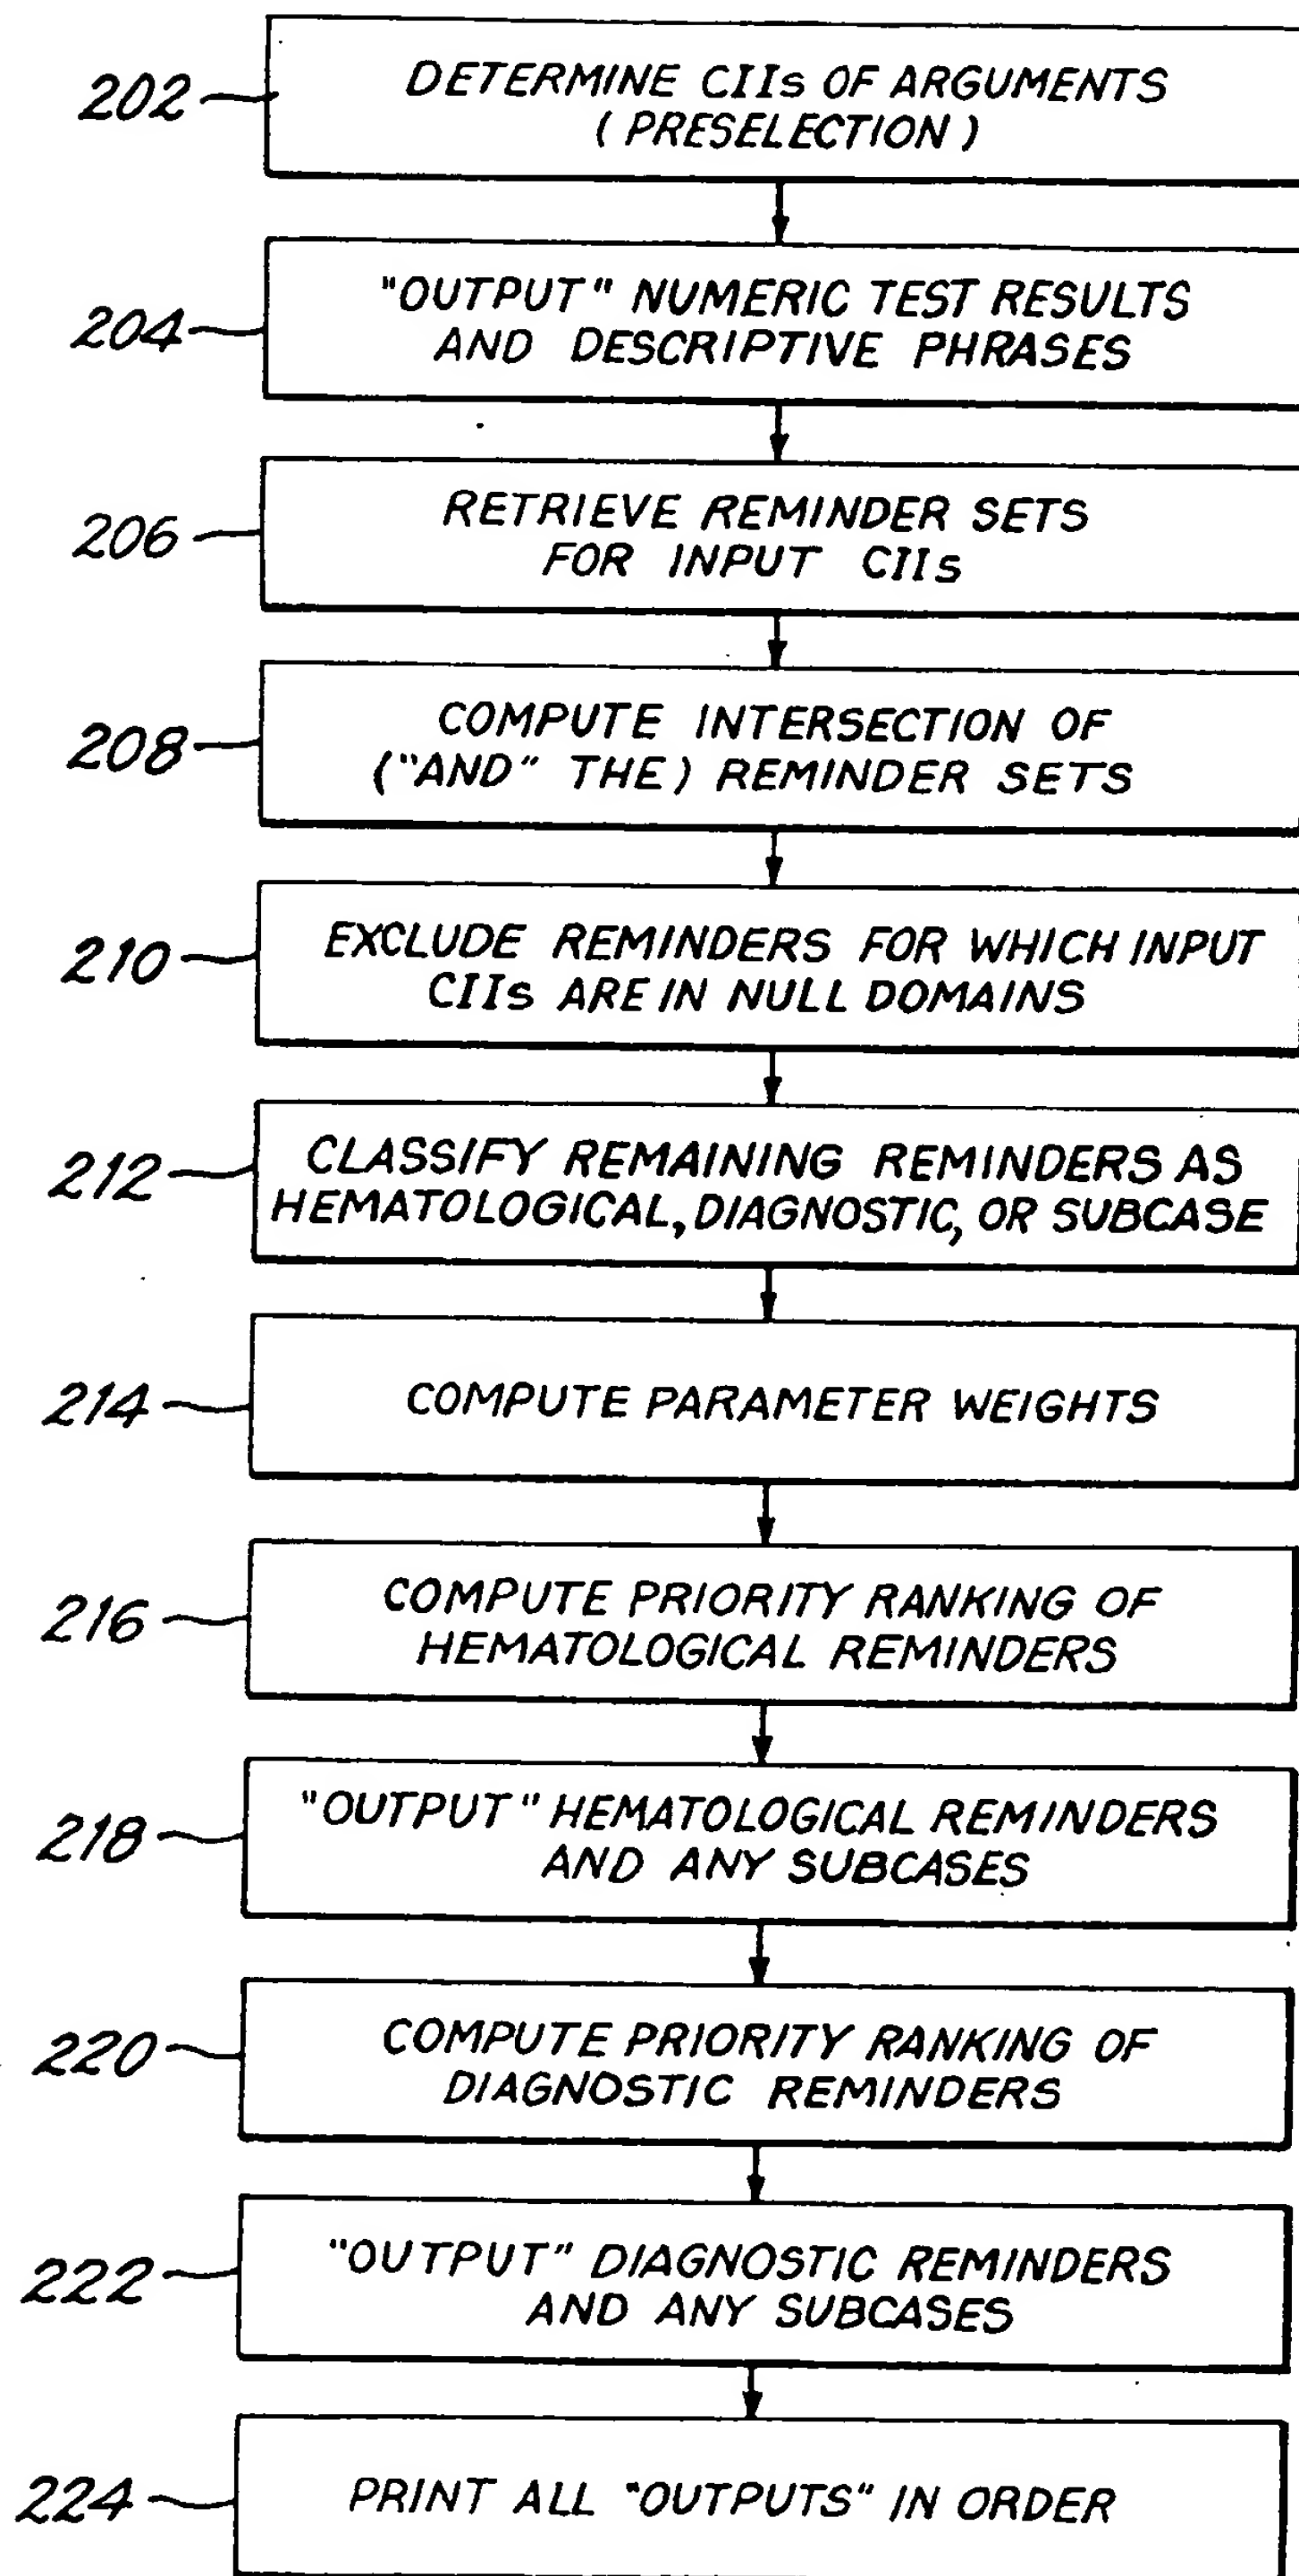 202
DETERMINE CIIs OF ARGUMENTS
(PRESELECTION)
204
"OUTPUT" NUMERIC TEST RESULTS
AND DESCRIPTIVE PHRASES
206
RETRIEVE REMINDER SETS
FOR INPUT CIIs
208
COMPUTE INTERSECTION OF
("AND" THE) REMINDER SETS
210
EXCLUDE REMINDERS FOR WHICH INPUT
CIIs ARE IN NULL DOMAINS
212
CLASSIFY REMAINING REMINDERS AS
HEMATOLOGICAL, DIAGNOSTIC, OR SUBCASE
214
COMPUTE PARAMETER WEIGHTS
216
COMPUTE PRIORITY RANKING OF
HEMATOLOGICAL REMINDERS
218
"OUTPUT" HEMATOLOGICAL REMINDERS
AND ANY SUBCASES
220
COMPUTE PRIORITY RANKING OF
DIAGNOSTIC REMINDERS
222
"OUTPUT" DIAGNOSTIC REMINDERS
AND ANY SUBCASES
224
PRINT ALL "OUTPUTS" IN ORDER